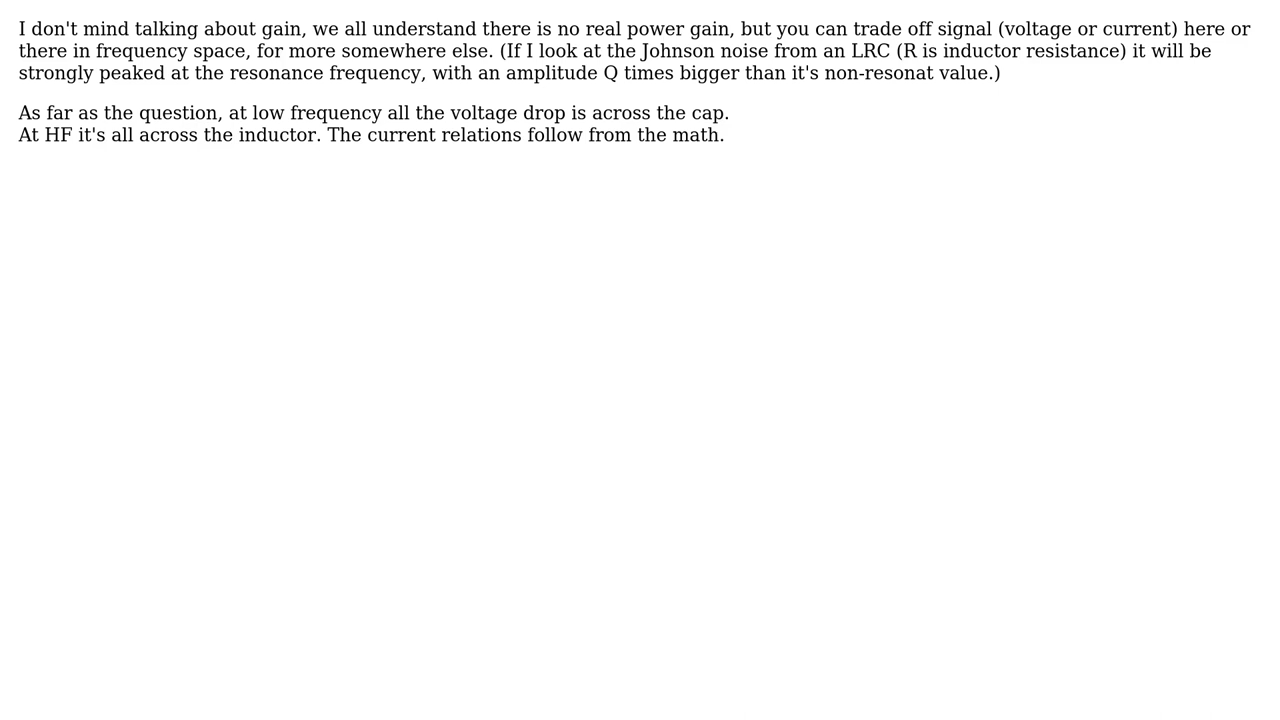 I don't mind talking about gain, we all understand there is no real power gain, but you can trade off signal (voltage or current) here or
there in frequency space, for more somewhere else. (If I look at the Johnson noise from an LRC (R is inductor resistance) it will be
strongly peaked at the resonance frequency, with an amplitude Q times bigger than it's non-resonat value.)
As far as the question, at low frequency all the voltage drop is across the cap.
At HF it's all across the inductor. The current relations follow from the math.